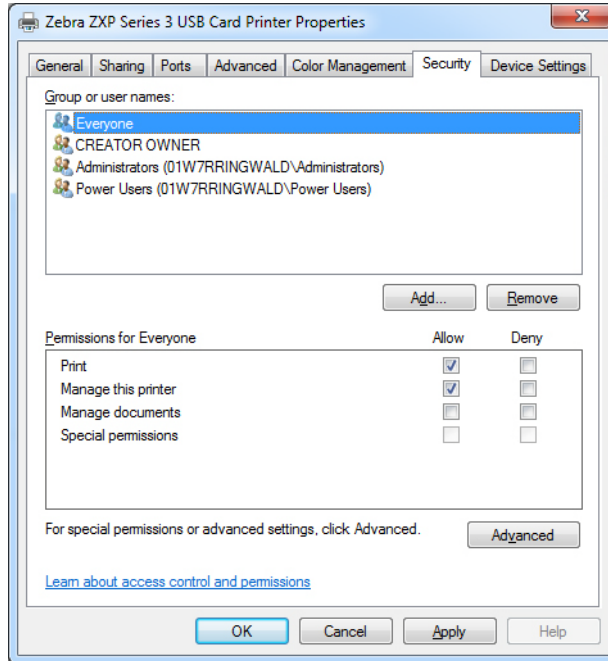 Zebra ZXP Series 3 USB Card Printer Properties
General Sharing Ports Advanced Color Management Security Device Settings
Group or user names:
Everyone
CREATOR OWNER
Administrators (01W7RRINGWALD\Administrators)
Power Users (01W7RRINGWALD\Power Users)
Add... Remove
Permissions for Everyone Allow Deny
Print
Manage this printer
Manage documents
Special permissions
For special permissions or advanced settings, click Advanced. Advanced
Learn about access control and permissions
OK Cancel Apply Help